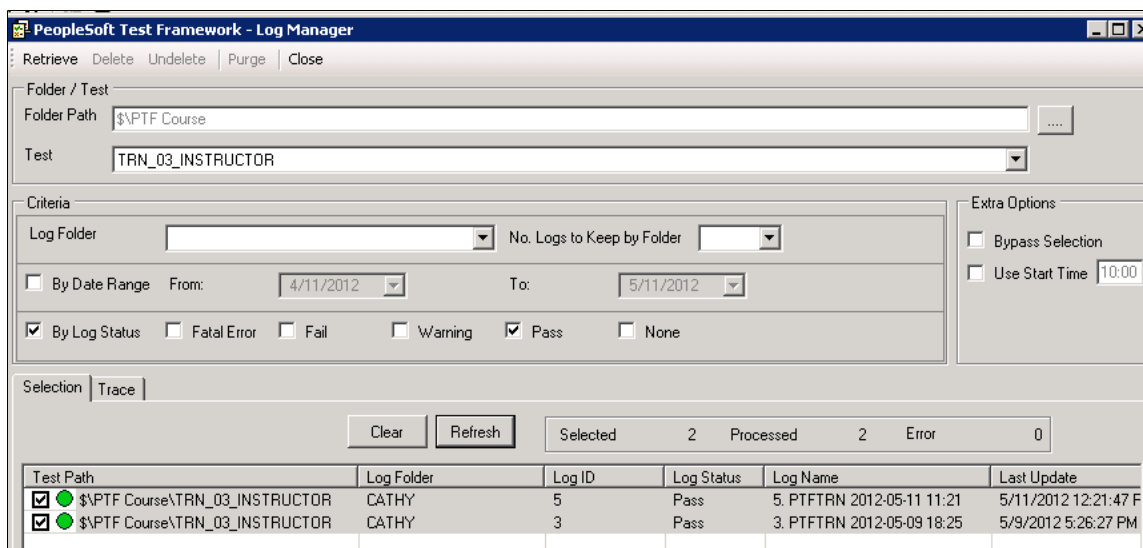 PeopleSoft Test Framework - Log Manager
Retrieve Delete Undelete Purge Close
Folder / Test
Folder Path $\PTF Course ....
Test TRN_03_INSTRUCTOR
Criteria Extra Options
Log Folder No. Logs to Keep by Folder Bypass Selection
By Date Range From: 4/11/2012 To: 5/11/2012 Use Start Time 10:00
By Log Status Fatal Error Fail Warning Pass None
Selection Trace
Clear Refresh Selected 2 Processed 2 Error 0
Test Path Log Folder Log ID Log Status Log Name Last Update
$\PTF Course\TRN_03_INSTRUCTOR CATHY 5 Pass 5. PTFTRN 2012-05-11 11:21 5/11/2012 12:21:47 F
$\PTF Course\TRN_03_INSTRUCTOR CATHY 3 Pass 3. PTFTRN 2012-05-09 18:25 5/9/2012 5:26:27 PM